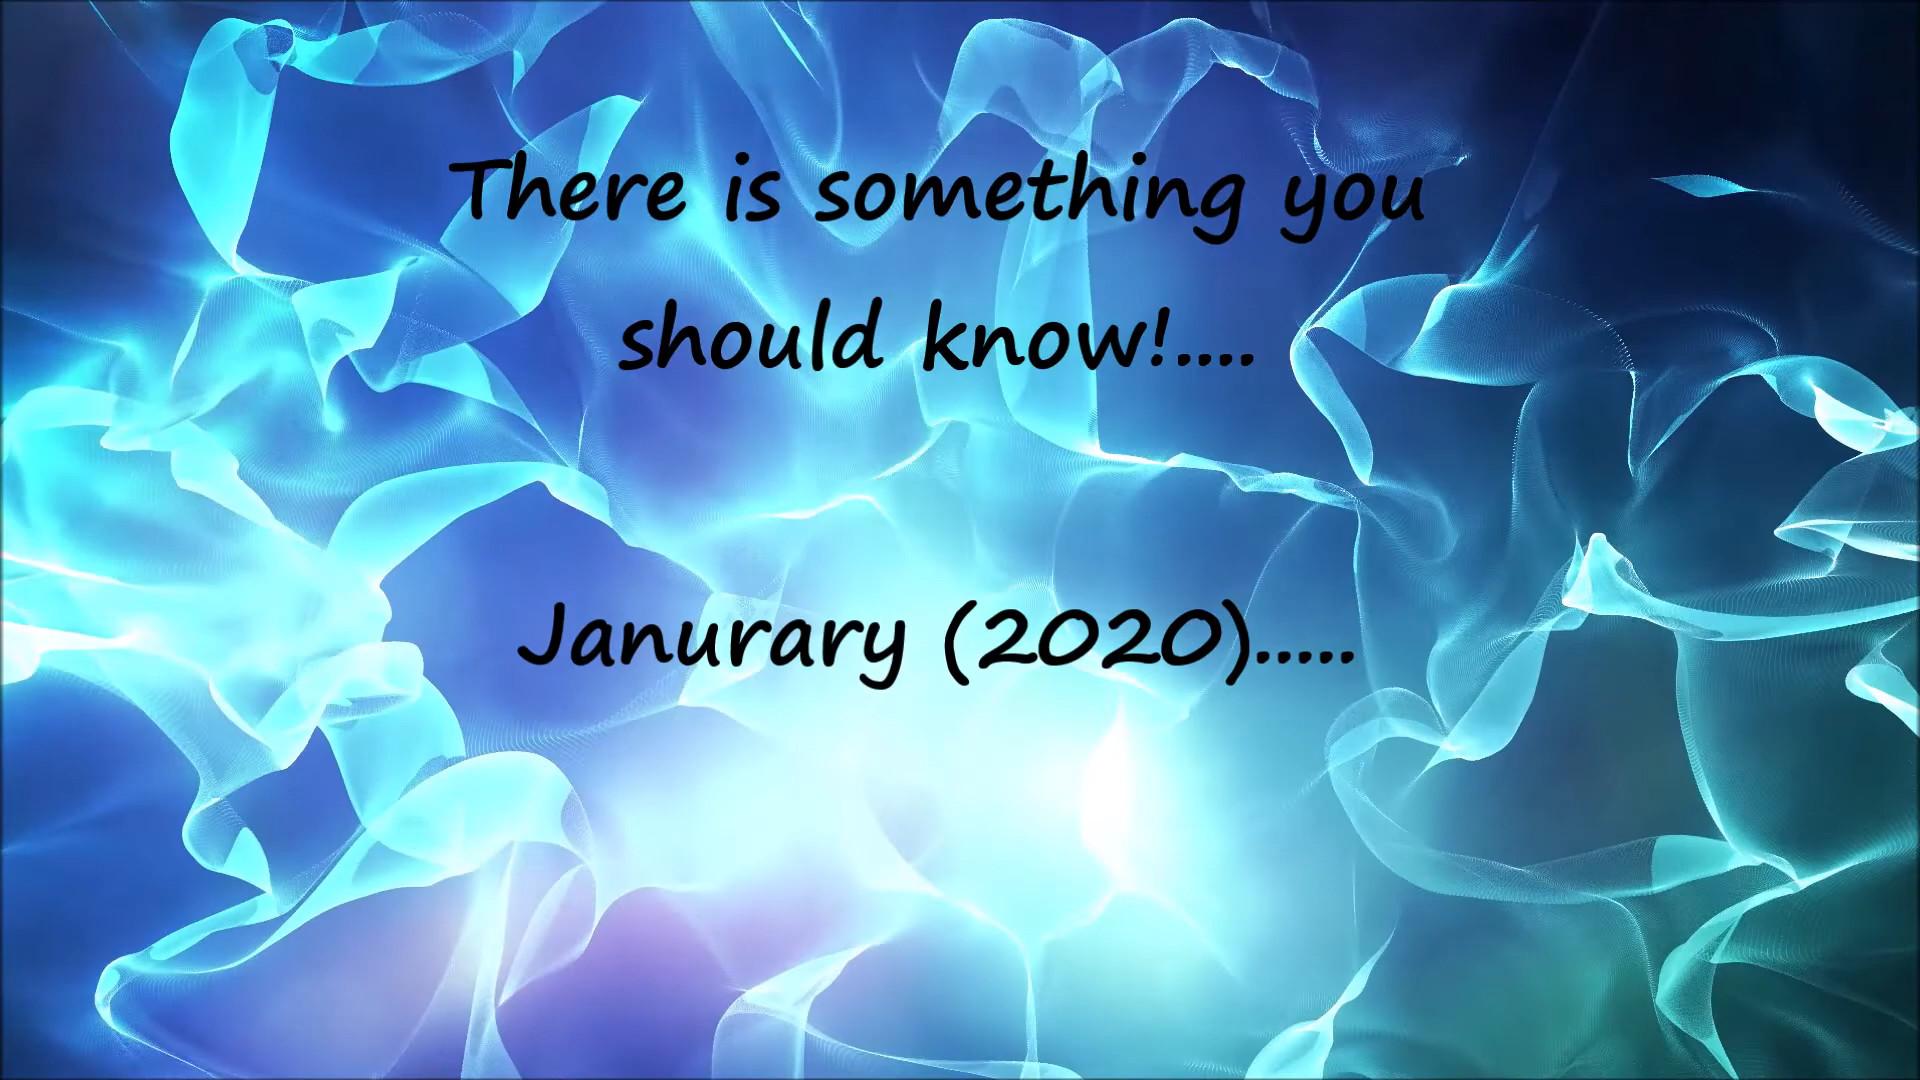 There is something you
should know!....
Janurary (2020).....